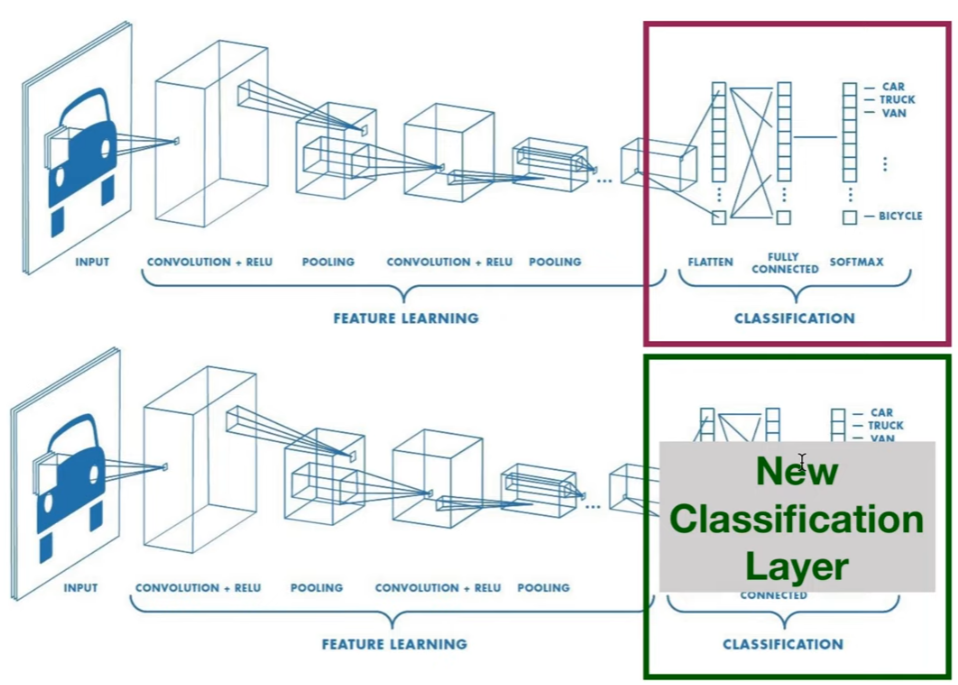 CAR
TRUCK
VAN
BICYCLE
INPUT
CONVOLUTION + RELU
POOLING
CONVOLUTION + RELU
POOLING
FLATTEN
FULLY
CONNECTED
SOFTMAX
FEATURE LEARNING
CLASSIFICATION
CAR
TRUCK
VAN
New
Classification
Layer
INPUT
CONVOLUTION + RELU
POOLING
CONVOLUTION + RELU
POOLING
CONNECTED
FEATURE LEARNING
CLASSIFICATION